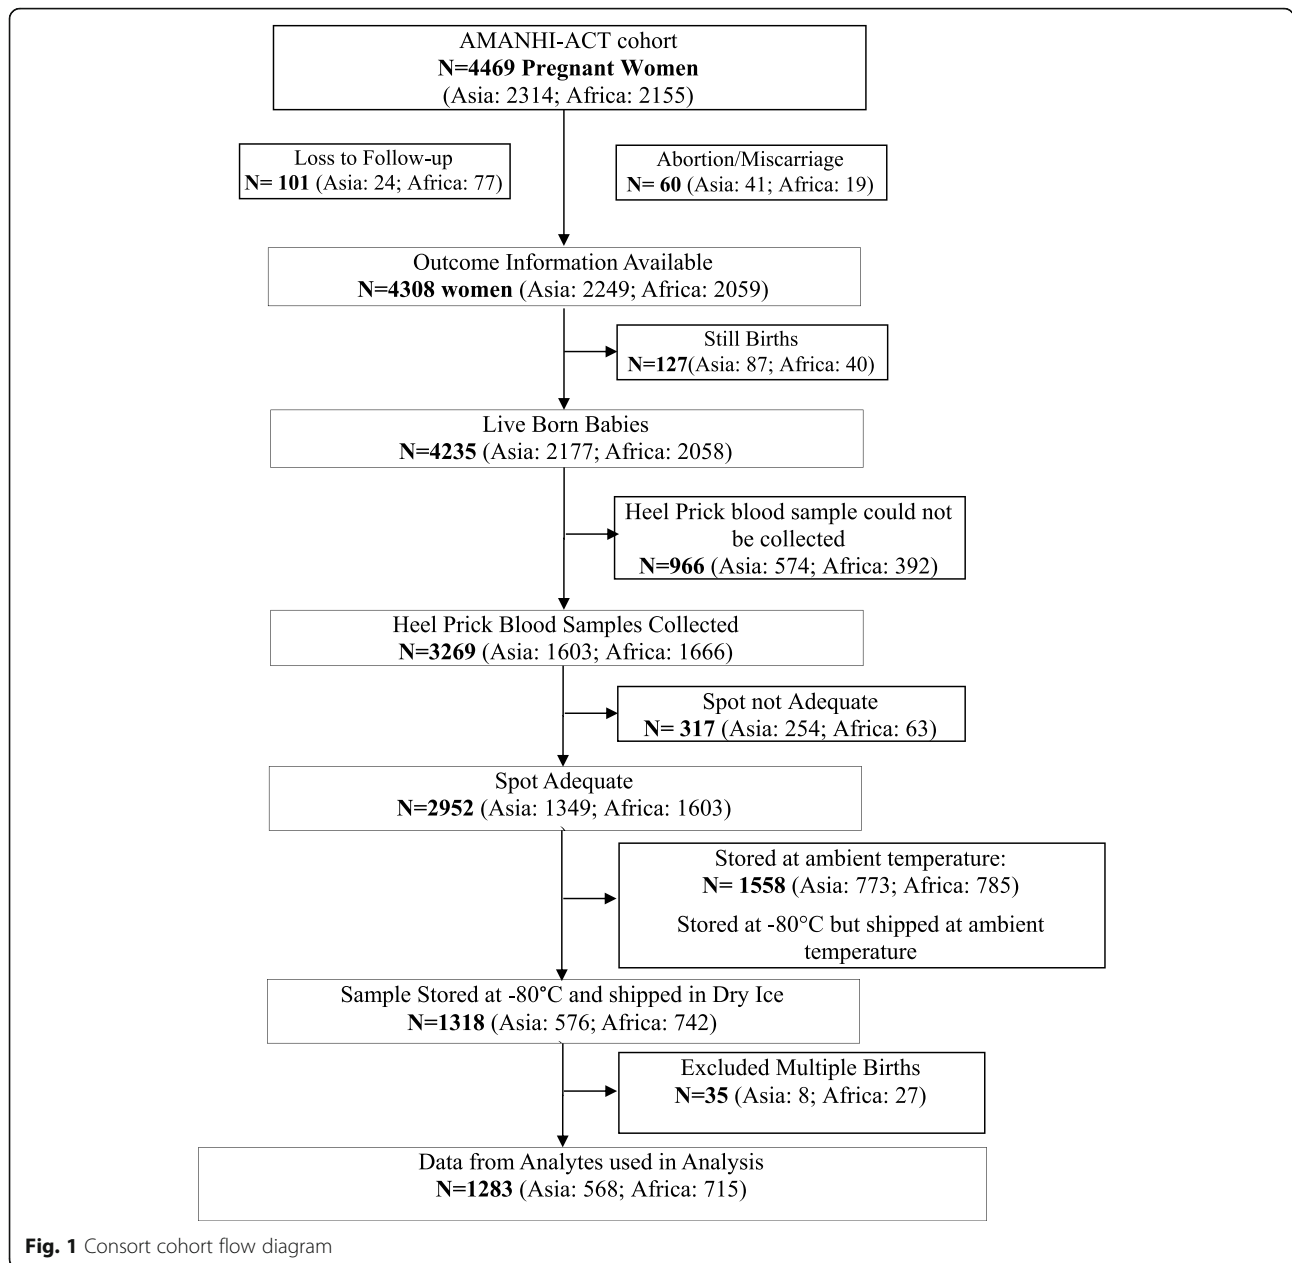 AMANHI-ACT cohort
N=4469 Pregnant Women
(Asia: 2314; Africa: 2155)
Loss to Follow-up
N= 101 (Asia: 24; Africa: 77)
Abortion/Miscarriage
N= 60 (Asia: 41; Africa: 19)
Outcome Information Available
N=4308 women (Asia: 2249; Africa: 2059)
Still Births
N=127(Asia: 87; Africa: 40)
Live Born Babies
N=4235 (Asia: 2177; Africa: 2058)
Heel Prick blood sample could not
be collected
N=966 (Asia: 574; Africa: 392)
Heel Prick Blood Samples Collected
N=3269 (Asia: 1603; Africa: 1666)
Spot not Adequate
N= 317 (Asia: 254; Africa: 63)
Spot Adequate
N=2952 (Asia: 1349; Africa: 1603)
Stored at ambient temperature:
N= 1558 (Asia: 773; Africa: 785)
Stored at -80°C but shipped at ambient
temperature
Sample Stored at -80°C and shipped in Dry Ice
N=1318 (Asia: 576; Africa: 742)
Excluded Multiple Births
N=35 (Asia: 8; Africa: 27)
Data from Analytes used in Analysis
N=1283 (Asia: 568; Africa: 715)
Fig. 1 Consort cohort flow diagram